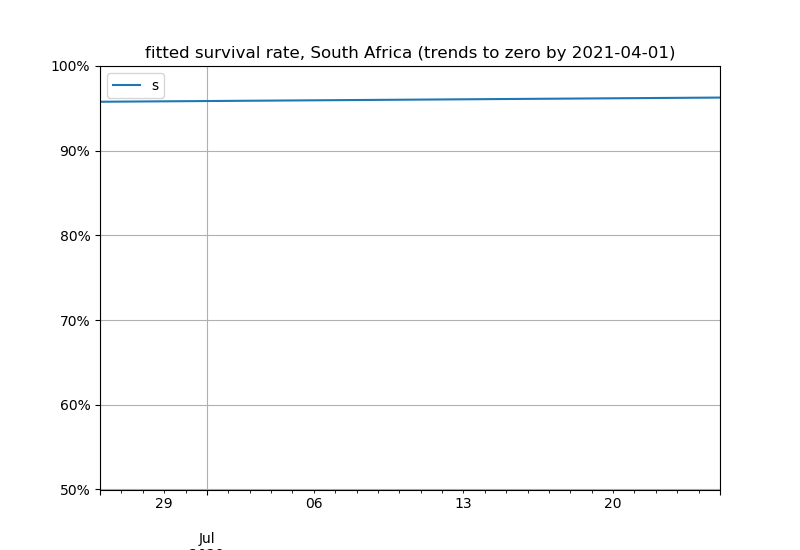 fitted survival rate, South Africa (trends to zero by 2021-04-01)
100%
s
90%
80%
70%
60%
50%
29 06 13 20
Jul